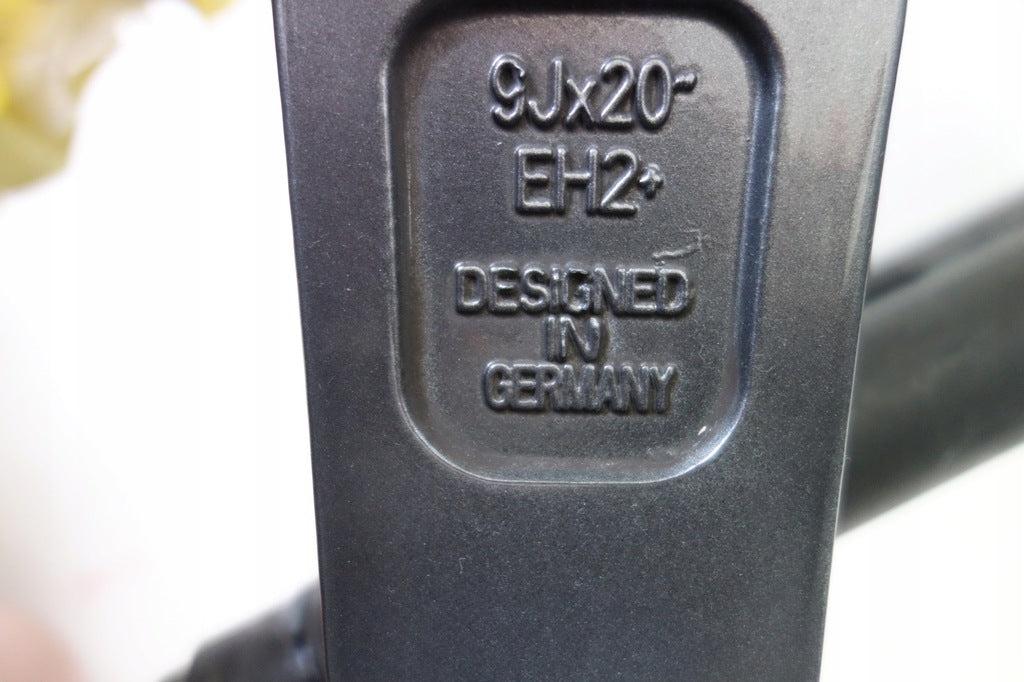 9Jx20~
EH2+
DESIGNED
IN
GERMANY